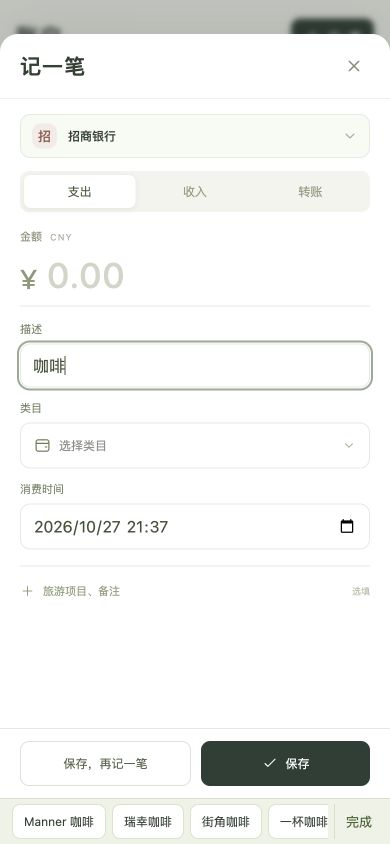 记一笔
招 招商银行
支出 收入 转账
金额 CNY
¥ 0.00
描述
咖啡
类目
选择类目
消费时间
2026/10/27 21:37
旅游项目、备注 选填
保存，再记一笔 保存
Manner 咖啡 瑞幸咖啡 街角咖啡 一杯咖啡 完成